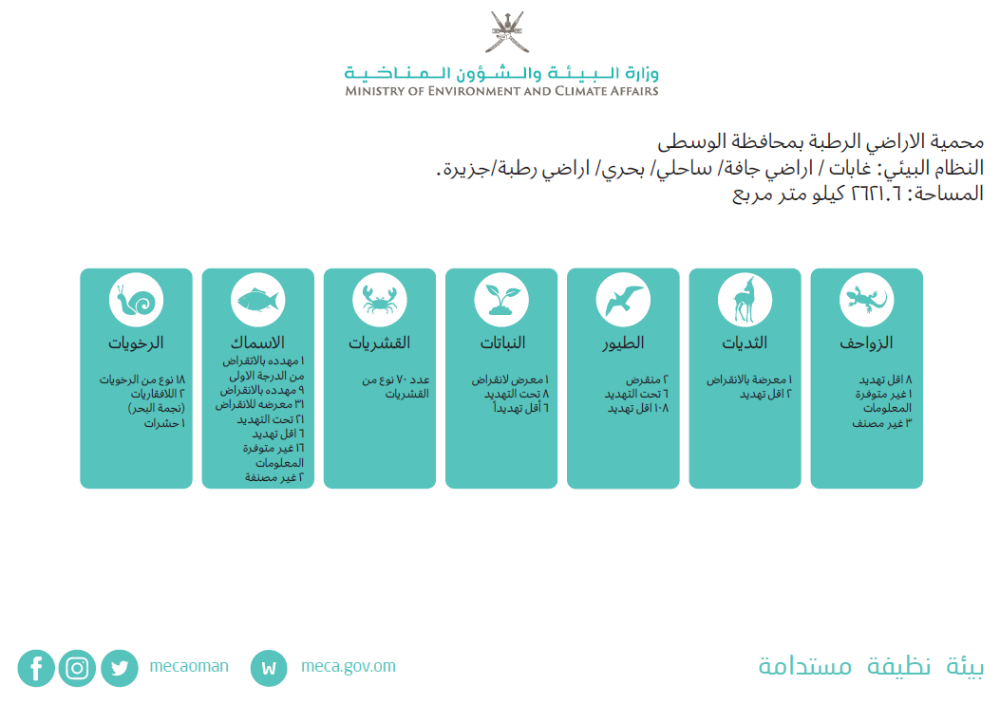 وزارة البيئة والشؤون المناخية
MINISTRY OF ENVIRONMENT AND CLIMATE AFFAIRS
محمية الاراضي الرطبة بمحافظة الوسطى
النظام البيئي: غابات / اراضي جافة/ ساحلي/ بحري/ اراضي رطبة/جزيرة.
المساحة: ٢٦٢١.٦ كيلو متر مربع
الزواحف
٨ اقل تهديد
١ غير متوفرة
المعلومات
٣ غير مصنف
الثديات
١ معرضة بالانقراض
٢ اقل تهديد
الطيور
٢ منقرض
٦ تحت التهديد
١٠٨ اقل تهديد
النباتات
١ معرض لانقراض
٨ تحت التهديد
٦ أقل تهديداً
القشريات
عدد ٧٠ نوع من
القشريات
الاسماك
١ مهدده بالاتقراض
من الدرجة الاولى
٩ مهدده بالانقراض
٣١ معرضه للانقراض
٢١ تحت التهديد
٦ اقل تهديد
١٦ غير متوفرة
المعلومات
٢ غير مصنفة
الرخويات
١٨ نوع من الرخويات
٢ اللافقاريات
(نجمة البحر)
١ حشرات
mecaoman
w meca.gov.om
بيئة نظيفة مستدامة